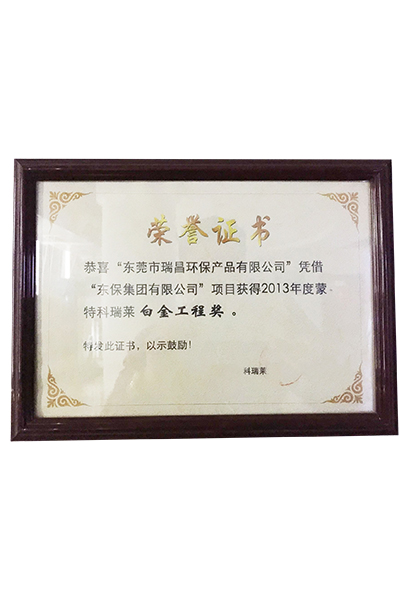 荣誉证书
恭喜“东莞市瑞昌环保产品有限公司”凭借
“东保集团有限公司”项目获得2013年度蒙
特科瑞莱 白金工程奖 。
特发此证书，以示鼓励！
科瑞莱